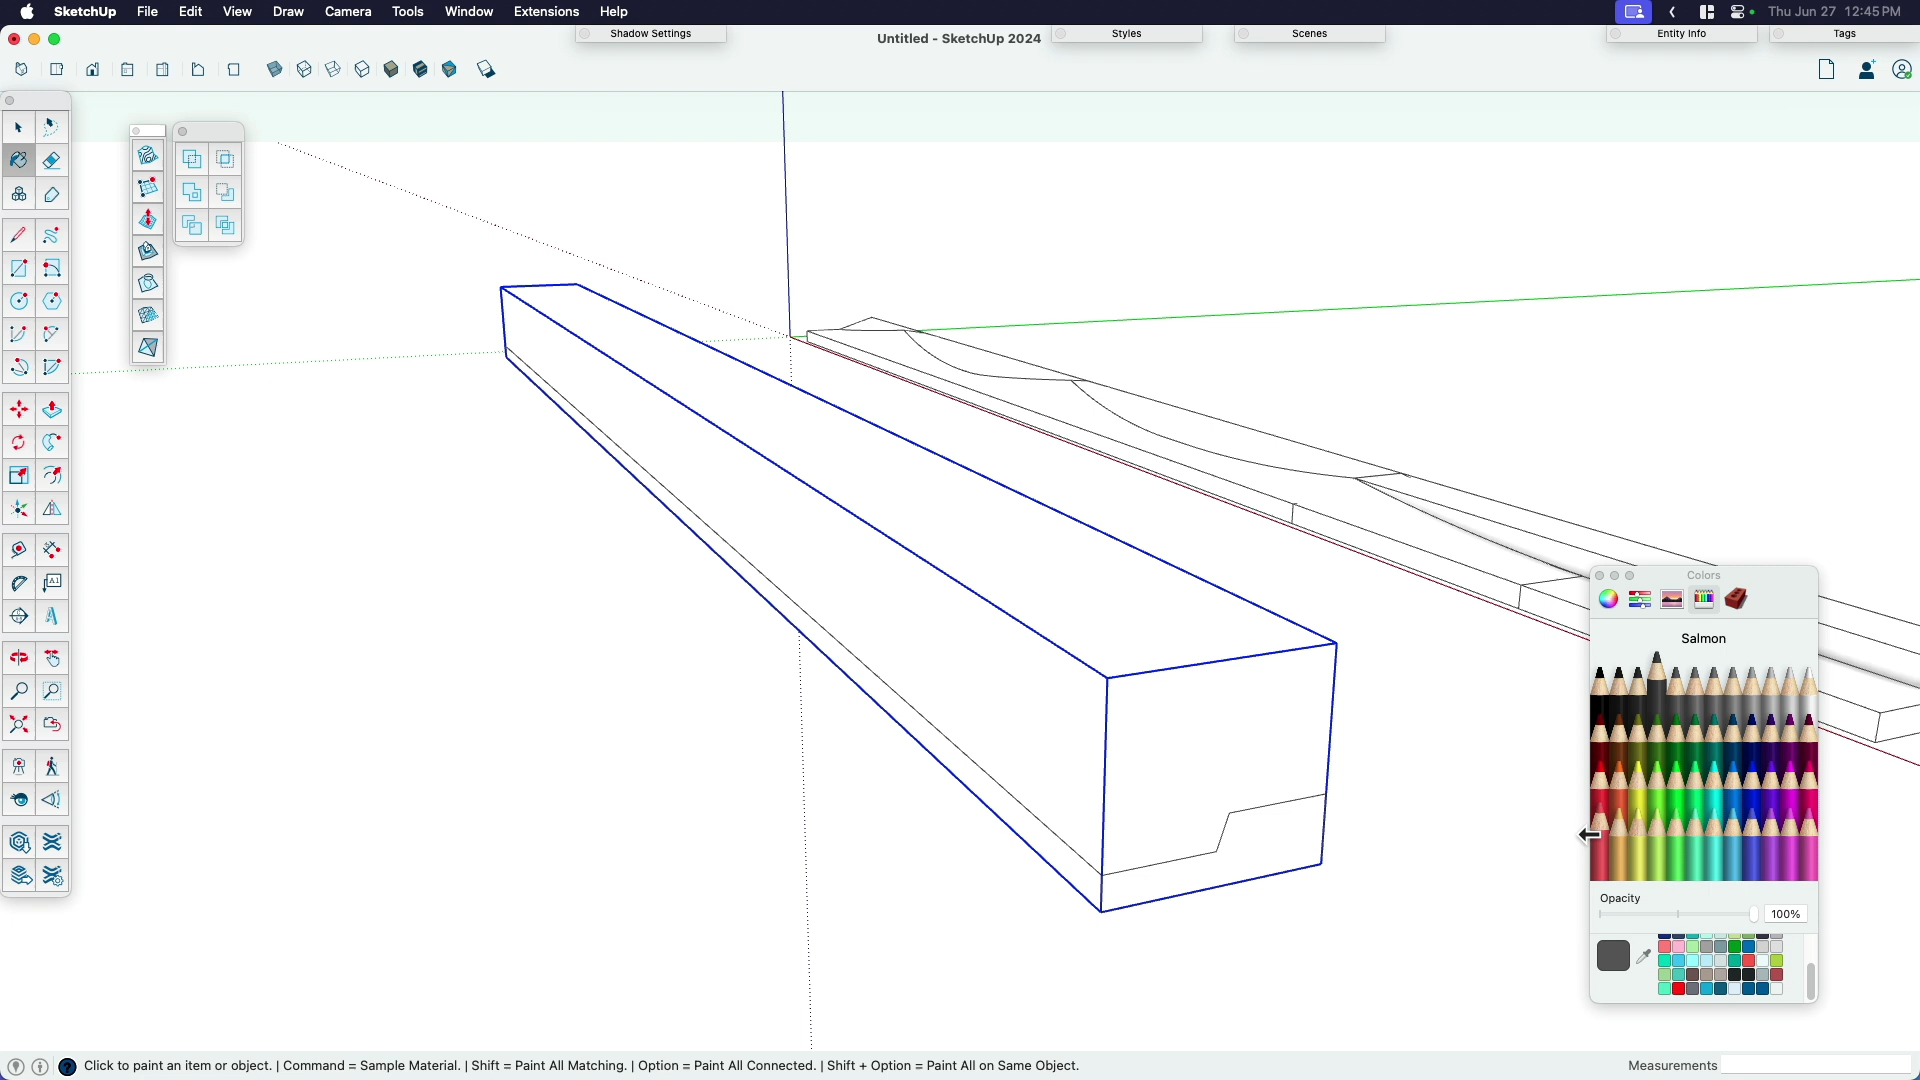 SketchUp File Edit View Draw Camera Tools Window Extensions Help
Thu Jun 27 12:45 PM
Shadow Settings
Untitled - SketchUp 2024
Styles
Scenes
Entity Info
Tags
A1
A
Colors
Salmon
Opacity
100%
Click to paint an item or object. | Command = Sample Material. | Shift = Paint All Matching. | Option = Paint All Connected. | Shift + Option = Paint All on Same Object.
Measurements